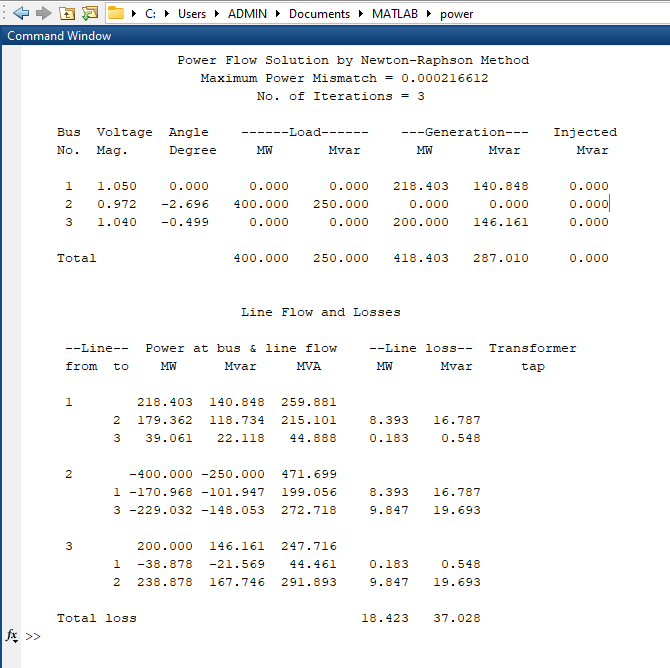 C: Users ADMIN Documents MATLAB power
Command Window
Power Flow Solution by Newton-Raphson Method
Maximum Power Mismatch = 0.000216612
No. of Iterations = 3
Bus Voltage Angle ------Load------ ---Generation--- Injected
No. Mag. Degree MW Mvar MW Mvar Mvar
1 1.050 0.000 0.000 0.000 218.403 140.848 0.000
2 0.972 -2.696 400.000 250.000 0.000 0.000 0.000
3 1.040 -0.499 0.000 0.000 200.000 146.161 0.000
Total 400.000 250.000 418.403 287.010 0.000
Line Flow and Losses
--Line-- Power at bus & line flow --Line loss-- Transformer
from to MW Mvar MVA MW Mvar tap
1 218.403 140.848 259.881
2 179.362 118.734 215.101 8.393 16.787
3 39.061 22.118 44.888 0.183 0.548
2 -400.000 -250.000 471.699
1 -170.968 -101.947 199.056 8.393 16.787
3 -229.032 -148.053 272.718 9.847 19.693
3 200.000 146.161 247.716
1 -38.878 -21.569 44.461 0.183 0.548
2 238.878 167.746 291.893 9.847 19.693
Total loss 18.423 37.028
fx >>